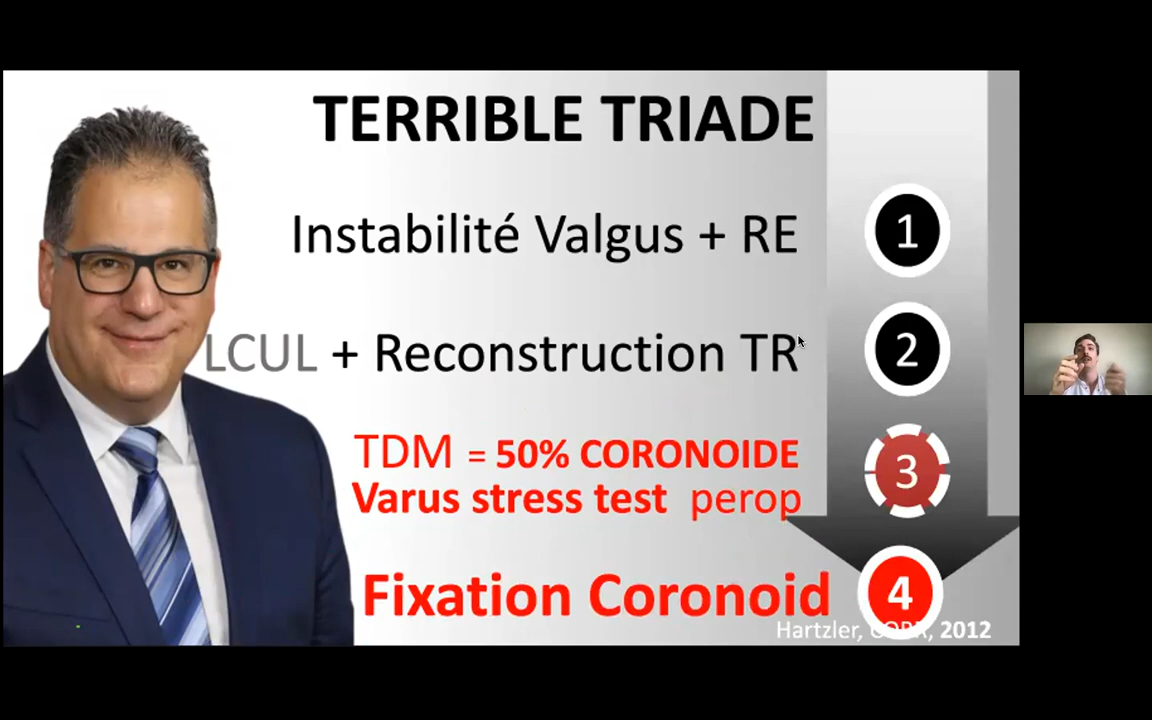 TERRIBLE TRIADE
Instabilité Valgus + RE
1
LCUL + Reconstruction TR
2
TDM = 50% CORONOIDE
Varus stress test perop
3
Fixation Coronoid
4
Hartzler, CORR, 2012